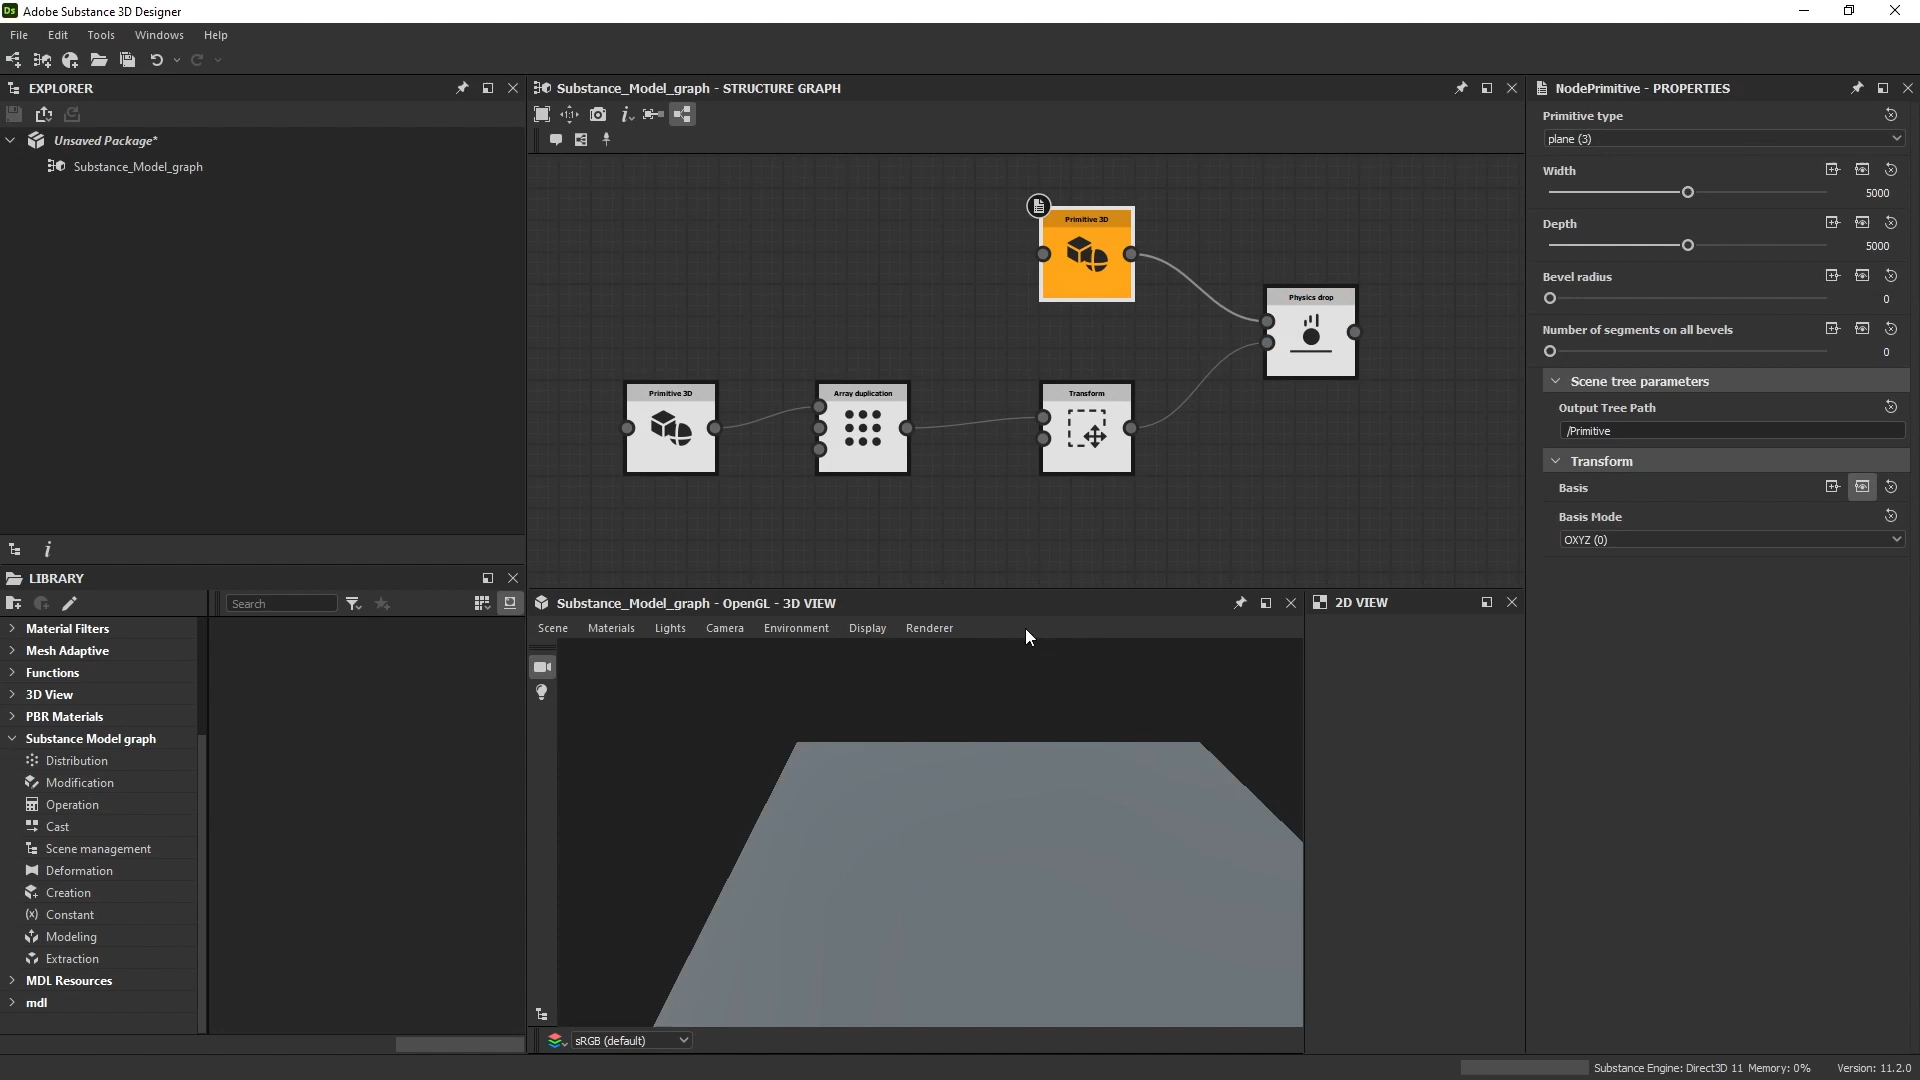 Ds Adobe Substance 3D Designer
File Edit Tools Windows Help
EXPLORER
Unsaved Package*
Substance_Model_graph
i
LIBRARY
Search
Material Filters
Mesh Adaptive
Functions
3D View
PBR Materials
Substance Model graph
Distribution
Modification
Operation
Cast
Scene management
Deformation
Creation
(x) Constant
Modeling
Extraction
MDL Resources
mdl
Substance_Model_graph - STRUCTURE GRAPH
1:1 i
Primitive 3D
Physics drop
Primitive 3D
Array duplication
Transform
Substance_Model_graph - OpenGL - 3D VIEW
Scene Materials Lights Camera Environment Display Renderer
sRGB (default)
2D VIEW
NodePrimitive - PROPERTIES
Primitive type
plane (3)
Width
5000
Depth
5000
Bevel radius
0
Number of segments on all bevels
0
Scene tree parameters
Output Tree Path
/Primitive
Transform
Basis
Basis Mode
OXYZ (0)
Substance Engine: Direct3D 11 Memory: 0% Version: 11.2.0